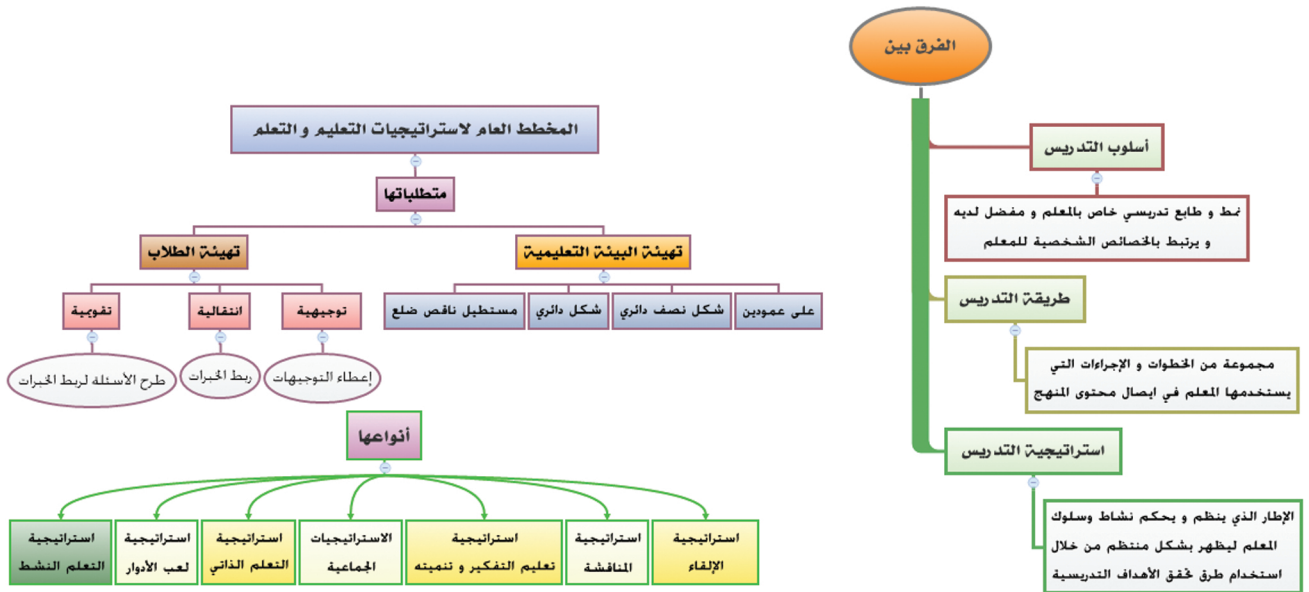 الفرق بين
أسلوب التدريس
نمط و طابع تدريسي خاص بالمعلم و مفضل لديه
و يرتبط بالخصائص الشخصية للمعلم
طريقة التدريس
مجموعة من الخطوات و الإجراءات التي
يستخدمها المعلم في ايصال محتوى المنهج
استراتيجية التدريس
الإطار الذي ينظم و يحكم نشاط وسلوك
المعلم ليظهر بشكل منتظم من خلال
استخدام طرق تحقق الأهداف التدريسية
المخطط العام لاستراتيجيات التعليم و التعلم
متطلباتها
تهيئة البيئة التعليمية
تهيئة الطلاب
على عمودين
شكل نصف دائري
شكل دائري
مستطيل ناقص ضلع
توجيهية
انتقالية
تقويمية
إعطاء التوجيهات
ربط الخبرات
طرح الأسئلة لربط الخبرات
أنواعها
استراتيجية
الإلقاء
استراتيجية
المناقشة
استراتيجية
تعليم التفكير و تنميته
الاستراتيجيات
الجماعية
استراتيجية
التعلم الذاتي
استراتيجية
لعب الأدوار
استراتيجية
التعلم النشط